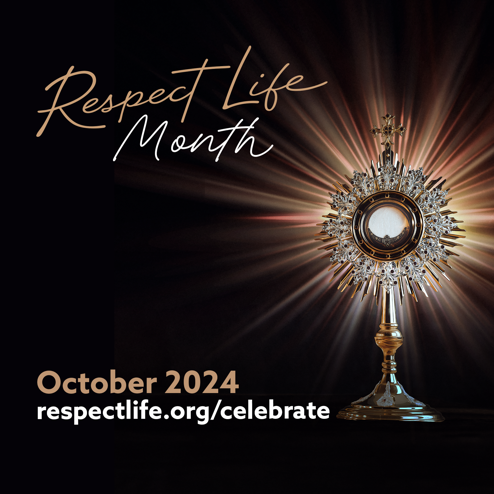 Respect Life
Month
October 2024
respectlife.org/celebrate